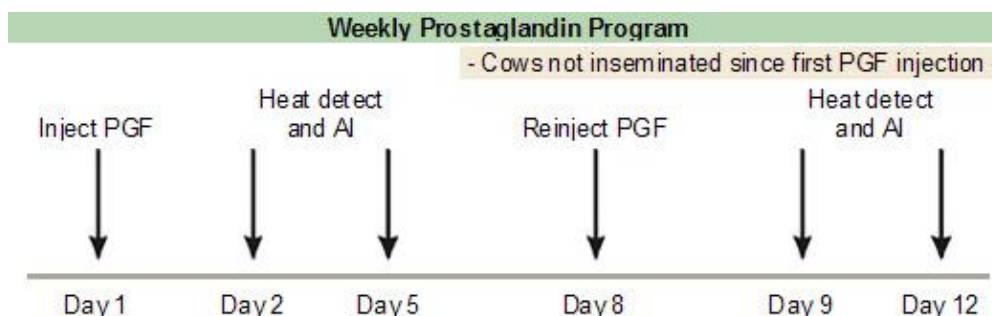 Weekly Prostaglandin Program
- Cows not inseminated since first PGF injection -
Inject PGF
Heat detect
and AI
Reinject PGF
Heat detect
and AI
Day 1
Day 2
Day 5
Day 8
Day 9
Day 12